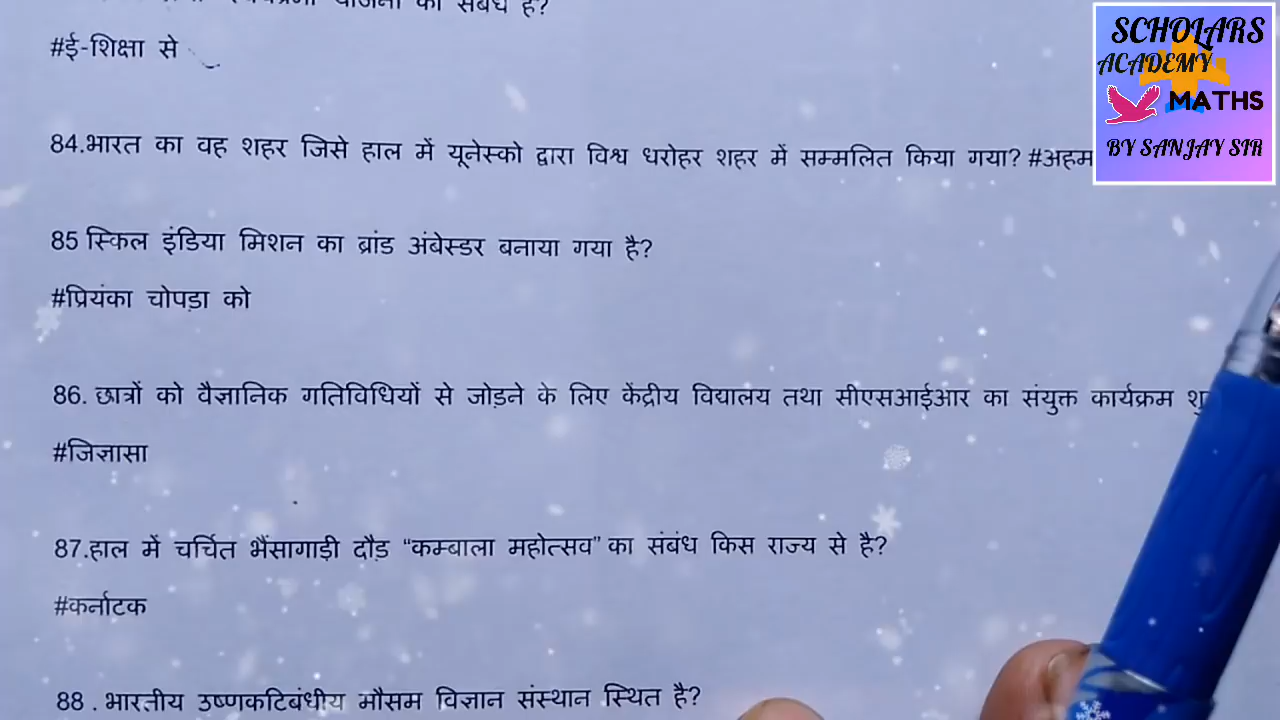 का संबंध है?
#ई-शिक्षा से
84.भारत का वह शहर जिसे हाल में यूनेस्को द्वारा विश्व धरोहर शहर में सम्मलित किया गया? #अहम
85 स्किल इंडिया मिशन का ब्रांड अंबेस्डर बनाया गया है?
#प्रियंका चोपड़ा को
86. छात्रों को वैज्ञानिक गतिविधियों से जोड़ने के लिए केंद्रीय विद्यालय तथा सीएसआईआर का संयुक्त कार्यक्रम
#जिज्ञासा
87.हाल में चर्चित भैंसागाड़ी दौड़ “कम्बाला महोत्सव” का संबंध किस राज्य से है?
#कर्नाटक
88 . भारतीय उष्णकटिबंधीय मौसम विज्ञान संस्थान स्थित है?
SCHOLARS
ACADEMY
MATHS
BY SANJAY SIR